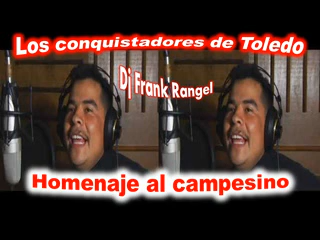 Los conquistadores de Toledo
Dj Frank Rangel
Homenaje al campesino